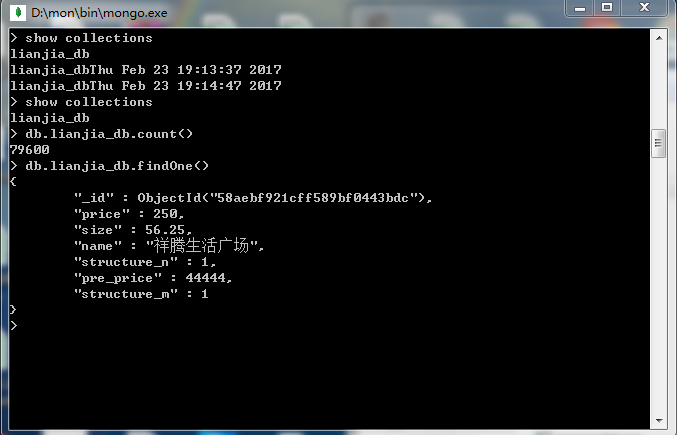 D:\mon\bin\mongo.exe
> show collections
lianjia_db
lianjia_dbThu Feb 23 19:13:37 2017
lianjia_dbThu Feb 23 19:14:47 2017
> show collections
lianjia_db
> db.lianjia_db.count()
79600
> db.lianjia_db.findOne()
{
"_id" : ObjectId("58aebf921cff589bf0443bdc"),
"price" : 250,
"size" : 56.25,
"name" : "祥腾生活广场",
"structure_n" : 1,
"pre_price" : 44444,
"structure_m" : 1
}
>